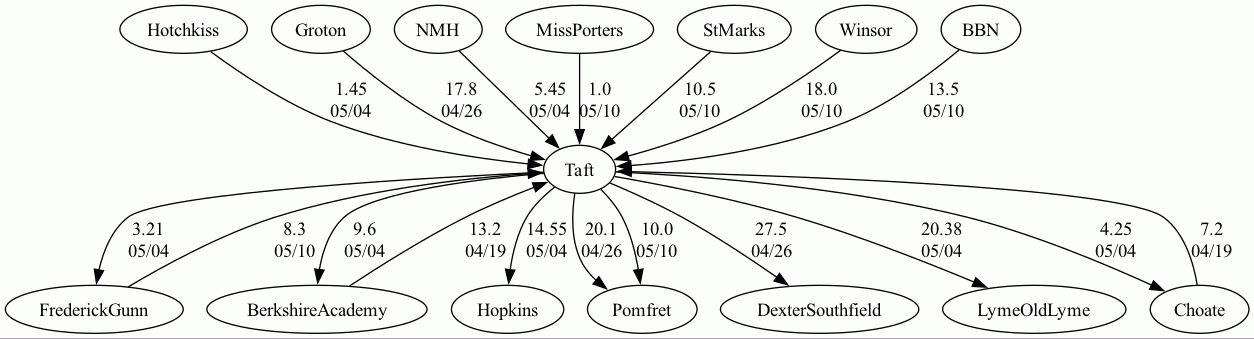 Hotchkiss Groton NMH MissPorters StMarks Winsor BBN
1.45 17.8 5.45 1.0 10.5 18.0 13.5
05/04 04/26 05/04 05/10 05/10 05/10 05/10
Taft
3.21 8.3 9.6 13.2 14.55 20.1 10.0 27.5 20.38 4.25 7.2
05/04 05/10 05/04 04/19 05/04 04/26 05/10 04/26 05/04 05/04 04/19
FrederickGunn BerkshireAcademy Hopkins Pomfret DexterSouthfield LymeOldLyme Choate